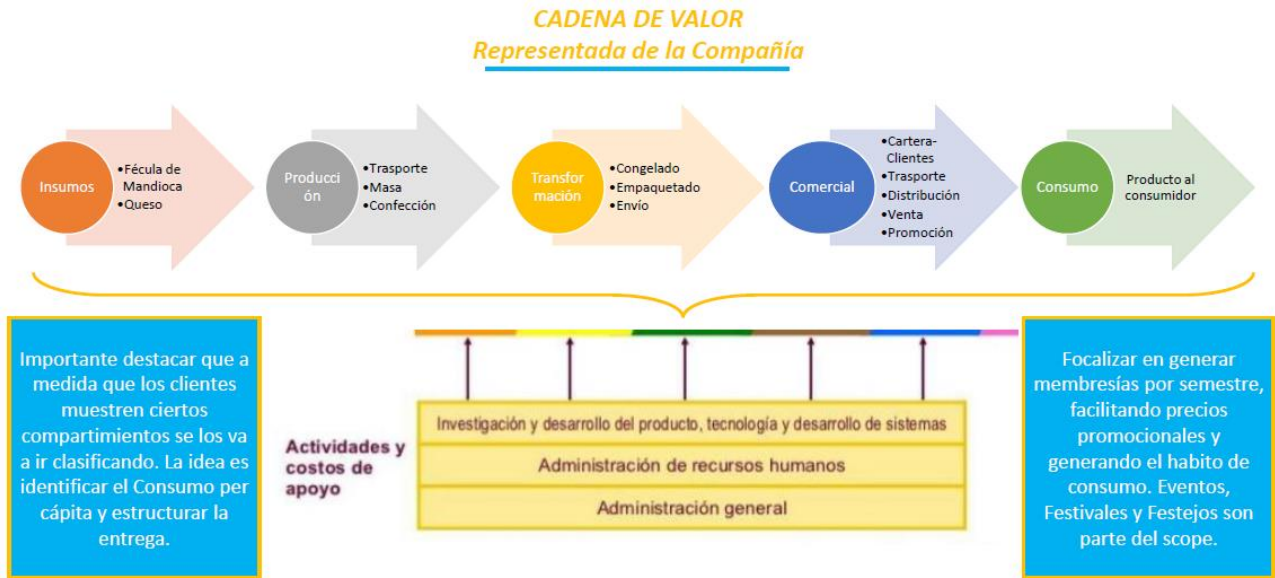 CADENA DE VALOR
Representada de la Compañía
Insumos
•Fécula de
Mandioca
•Queso
Producci
ón
•Trasporte
•Masa
•Confección
Transfor
mación
•Congelado
•Empaquetado
•Envío
Comercial
•Cartera-
Clientes
•Trasporte
•Distribución
•Venta
•Promoción
Consumo
Producto al
consumidor
Importante destacar que a
medida que los clientes
muestren ciertos
compartimientos se los va
a ir clasificando. La idea es
identificar el Consumo per
cápita y estructurar la
entrega.
Actividades y
costos de
apoyo
Investigación y desarrollo del producto, tecnología y desarrollo de sistemas
Administración de recursos humanos
Administración general
Focalizar en generar
membresías por semestre,
facilitando precios
promocionales y
generando el habito de
consumo. Eventos,
Festivales y Festejos son
parte del scope.